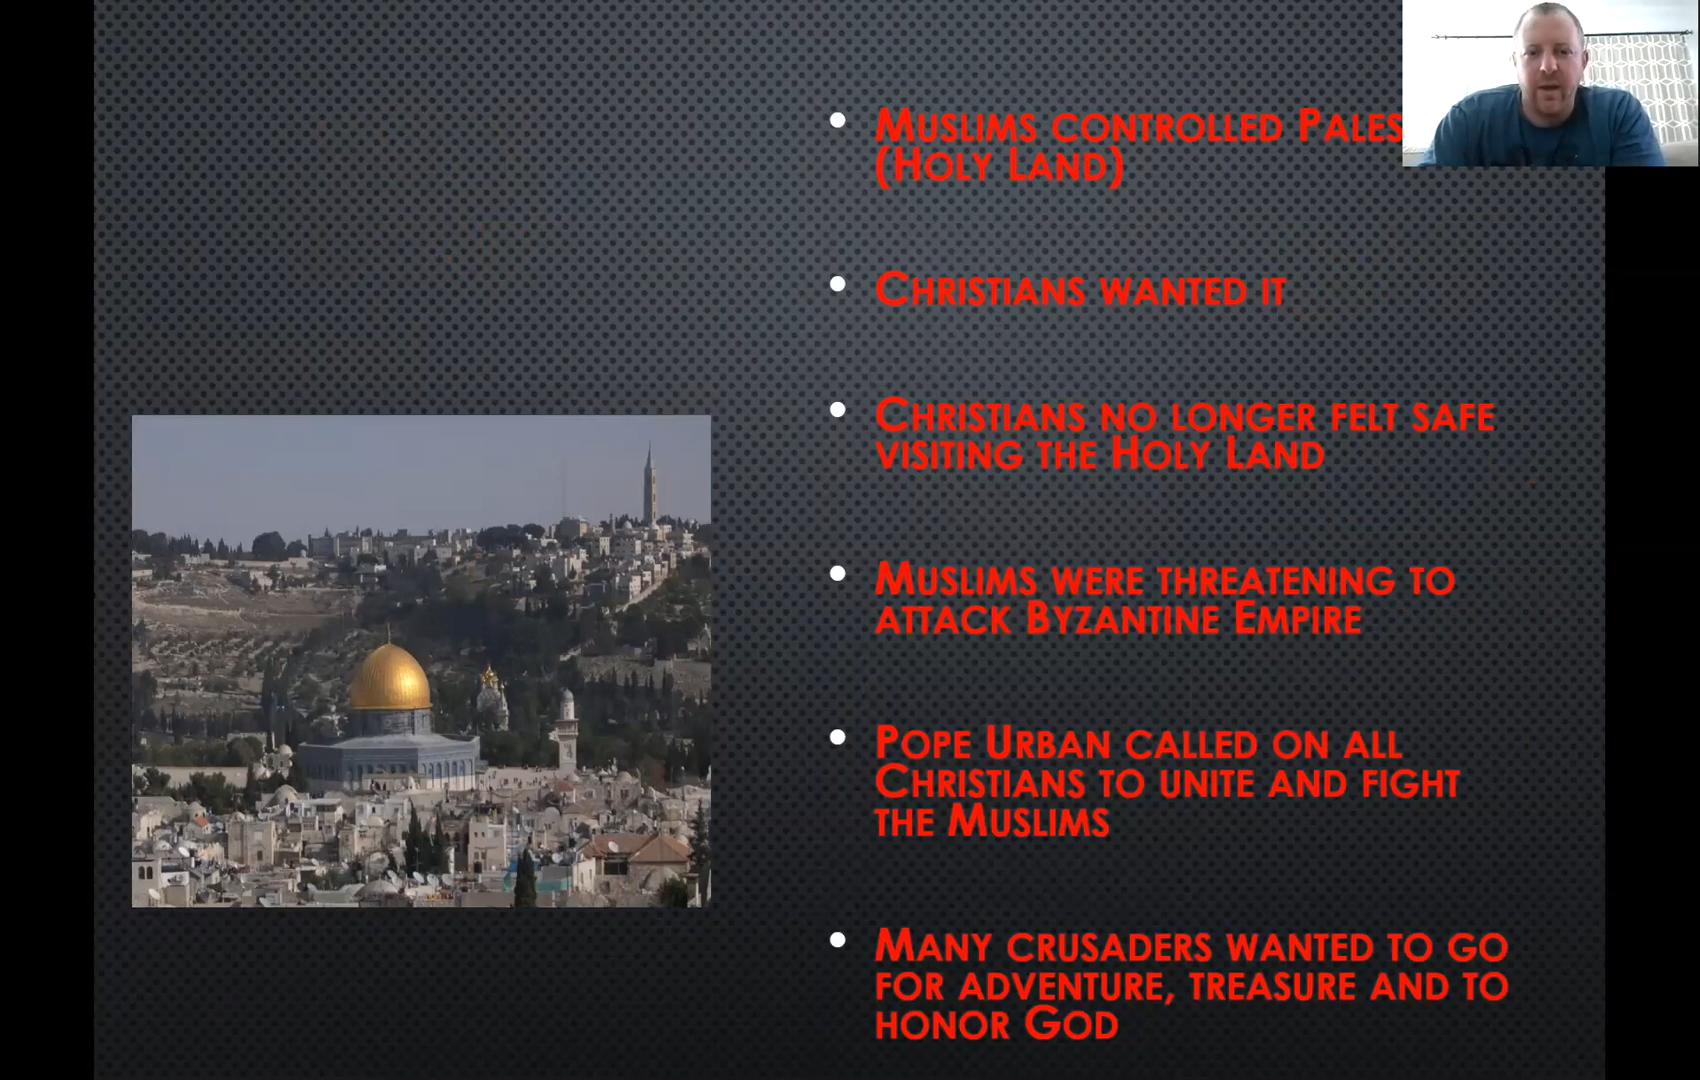 Muslims controlled
(Holy Land)
Christians wanted it
Christians no longer felt safe
visiting the Holy Land
Muslims were threatening to
attack Byzantine Empire
Pope Urban called on all
Christians to unite and fight
the Muslims
Many crusaders wanted to go
for adventure, treasure and to
honor God